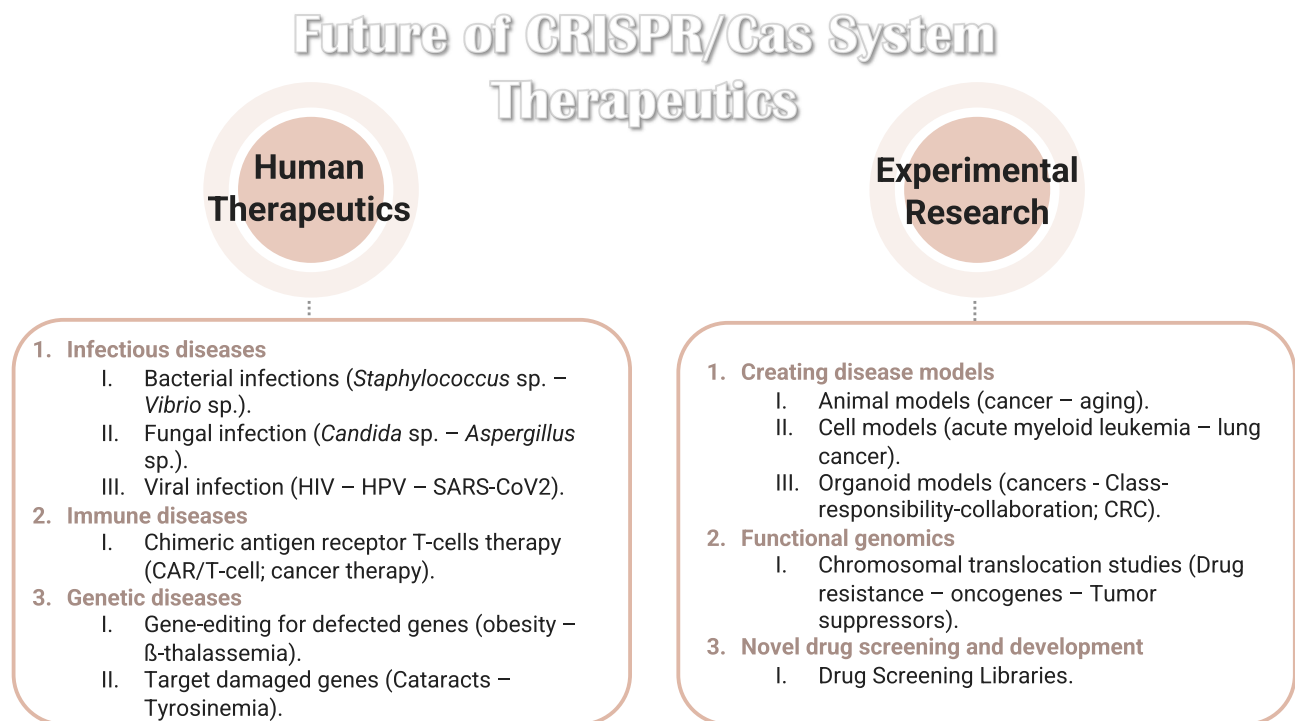 Future of CRISPR/Cas System
Therapeutics
Human
Therapeutics
1. Infectious diseases
I. Bacterial infections (Staphylococcus sp. –
Vibrio sp.).
II. Fungal infection (Candida sp. – Aspergillus
sp.).
III. Viral infection (HIV – HPV – SARS-CoV2).
2. Immune diseases
I. Chimeric antigen receptor T-cells therapy
(CAR/T-cell; cancer therapy).
3. Genetic diseases
I. Gene-editing for defected genes (obesity –
ß-thalassemia).
II. Target damaged genes (Cataracts –
Tyrosinemia).
Experimental
Research
1. Creating disease models
I. Animal models (cancer – aging).
II. Cell models (acute myeloid leukemia – lung
cancer).
III. Organoid models (cancers - Class-
responsibility-collaboration; CRC).
2. Functional genomics
I. Chromosomal translocation studies (Drug
resistance – oncogenes – Tumor
suppressors).
3. Novel drug screening and development
I. Drug Screening Libraries.